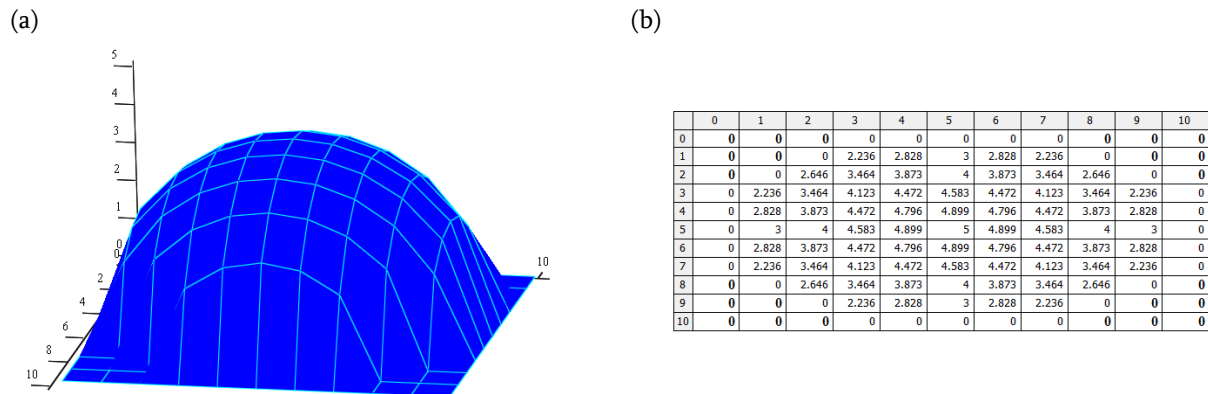 (a)
(b)
5
4
3
2
1
0
0
2
4
6
8
10
10
0 1 2 3 4 5 6 7 8 9 10
0 0 0 0 0 0 0 0 0 0 0 0
1 0 0 0 2.236 2.828 3 2.828 2.236 0 0 0
2 0 0 2.646 3.464 3.873 4 3.873 3.464 2.646 0 0
3 0 2.236 3.464 4.123 4.472 4.583 4.472 4.123 3.464 2.236 0
4 0 2.828 3.873 4.472 4.796 4.899 4.796 4.472 3.873 2.828 0
5 0 3 4 4.583 4.899 5 4.899 4.583 4 3 0
6 0 2.828 3.873 4.472 4.796 4.899 4.796 4.472 3.873 2.828 0
7 0 2.236 3.464 4.123 4.472 4.583 4.472 4.123 3.464 2.236 0
8 0 0 2.646 3.464 3.873 4 3.873 3.464 2.646 0 0
9 0 0 0 2.236 2.828 3 2.828 2.236 0 0 0
10 0 0 0 0 0 0 0 0 0 0 0